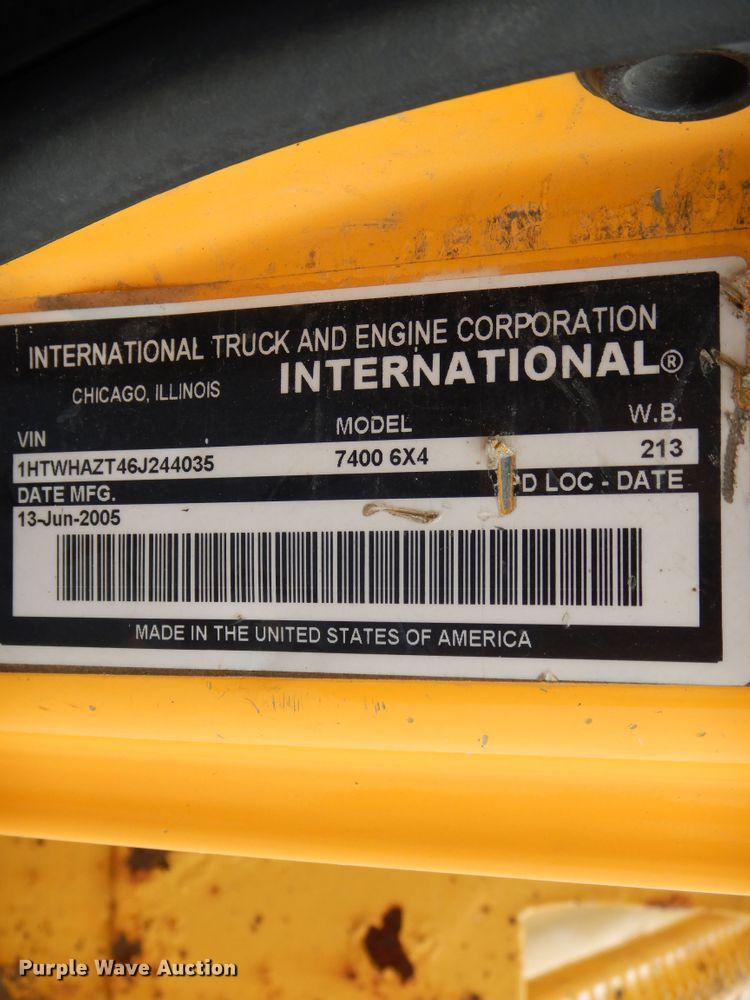 INTERNATIONAL TRUCK AND ENGINE CORPORATION
CHICAGO, ILLINOIS INTERNATIONAL®
VIN MODEL W.B.
1HTWHAZT46J244035 7400 6X4 213
DATE MFG. LOC - DATE
13-Jun-2005
MADE IN THE UNITED STATES OF AMERICA
Purple Wave Auction